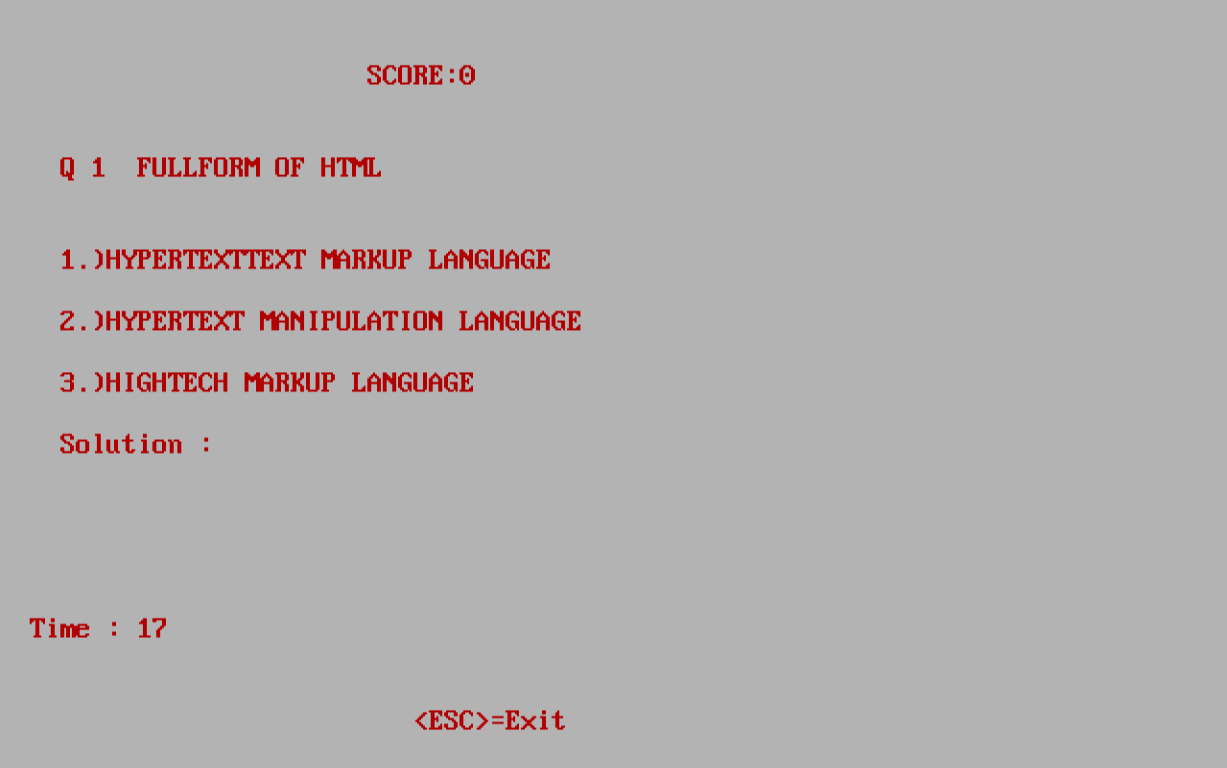 SCORE:0
Q 1 FULLFORM OF HTML
1.)HYPERTEXTTEXT MARKUP LANGUAGE
2.)HYPERTEXT MANIPULATION LANGUAGE
3.)HIGHTECH MARKUP LANGUAGE
Solution :
Time : 17
<ESC>=Exit